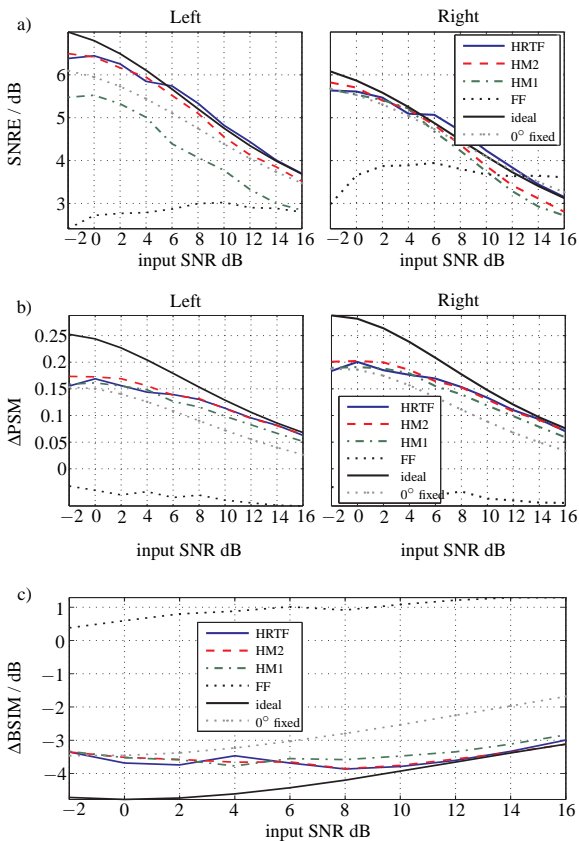 a)
Left
Right
SNRE / dB
6
5
4
3
−2 0 2 4 6 8 10 12 14 16
input SNR dB
−2 0 2 4 6 8 10 12 14 16
input SNR dB
HRTF
HM2
HM1
FF
ideal
0° fixed
b)
Left
Right
ΔPSM
0.25
0.2
0.15
0.1
0.05
0
−2 0 2 4 6 8 10 12 14 16
input SNR dB
−2 0 2 4 6 8 10 12 14 16
input SNR dB
HRTF
HM2
HM1
FF
ideal
0° fixed
c)
ΔBSIM / dB
1
0
−1
−2
−3
−4
−2 0 2 4 6 8 10 12 14 16
input SNR dB
HRTF
HM2
HM1
FF
ideal
0° fixed